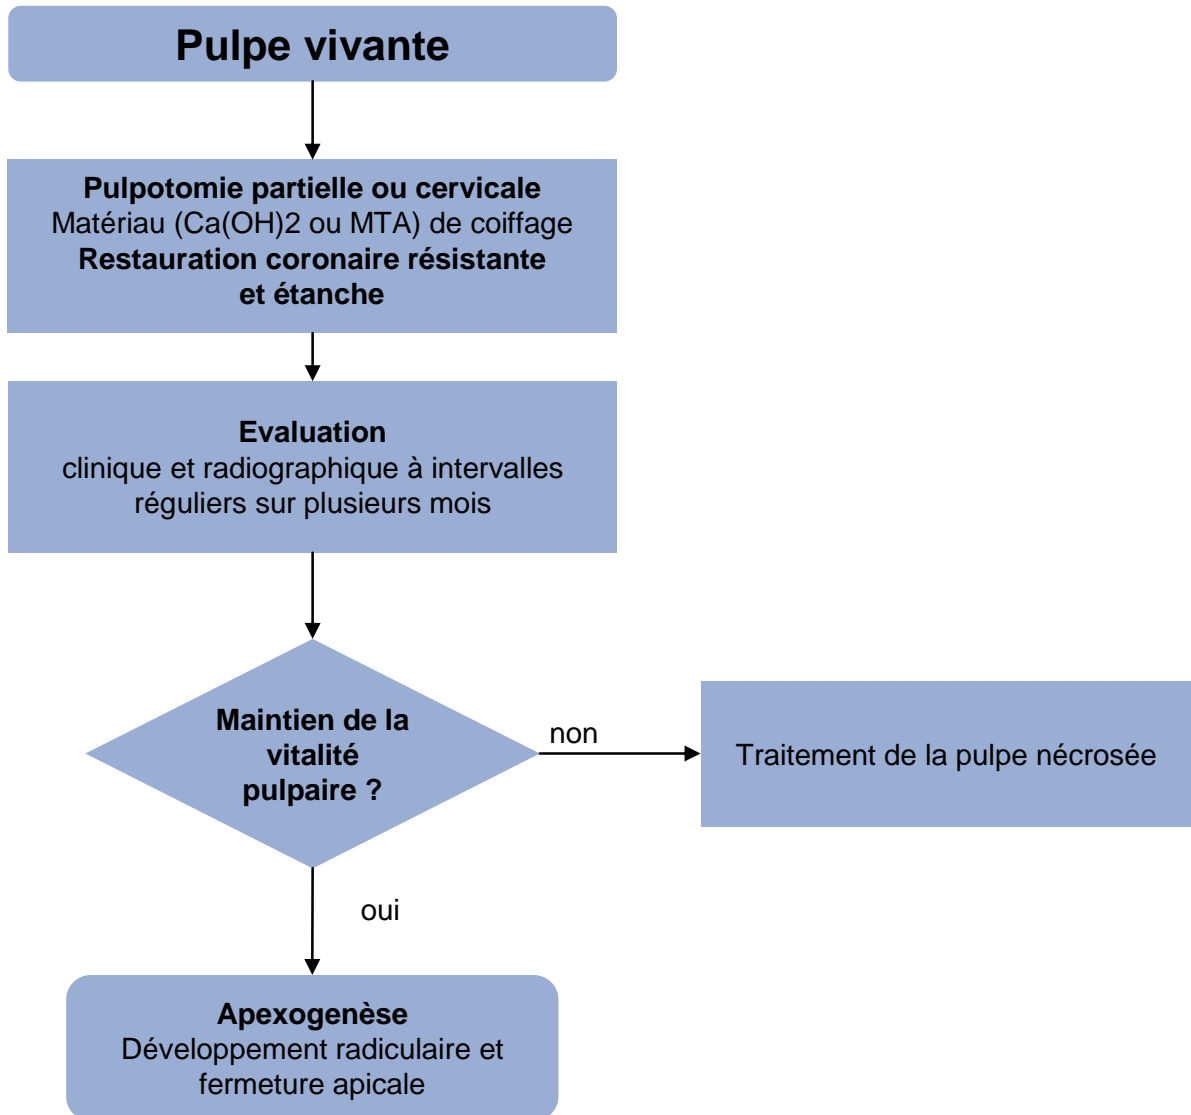 Pulpe vivante
Pulpotomie partielle ou cervicale
Matériau (Ca(OH)2 ou MTA) de coiffage
Restauration coronaire résistante
et étanche
Evaluation
clinique et radiographique à intervalles
réguliers sur plusieurs mois
Maintien de la
vitalité
pulpaire ?
non
Traitement de la pulpe nécrosée
oui
Apexogenèse
Développement radiculaire et
fermeture apicale